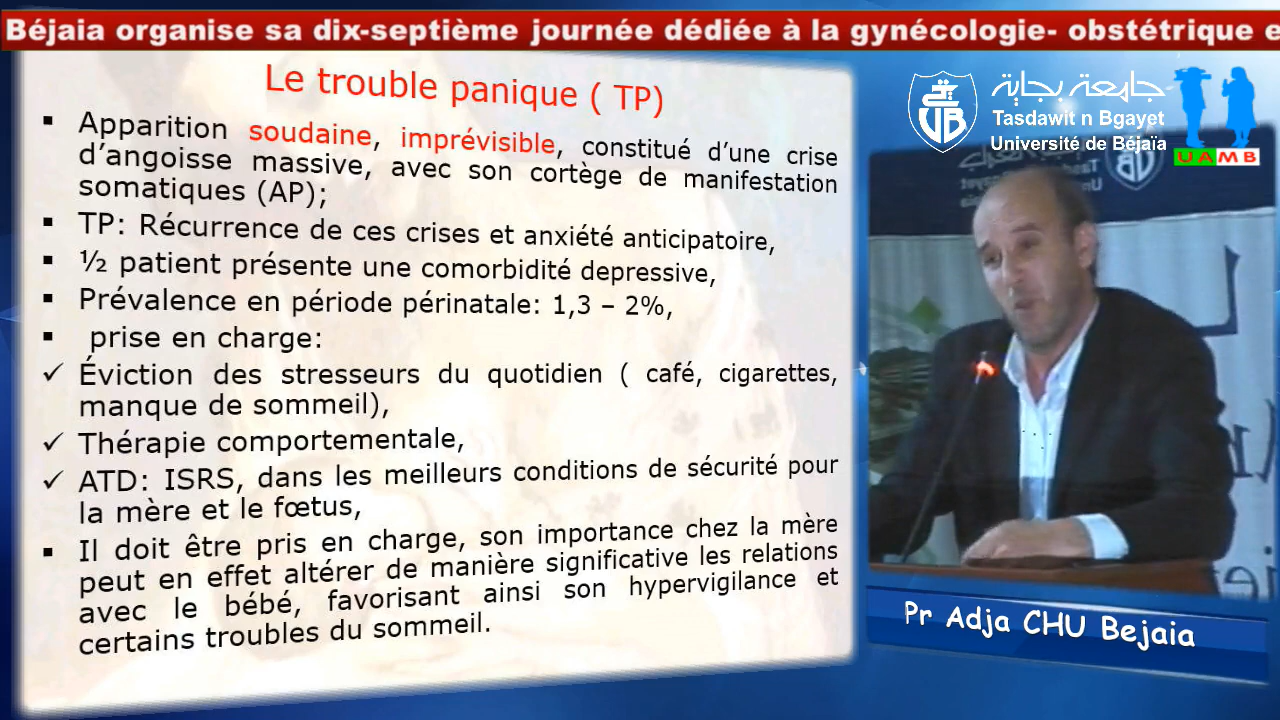 Béjaia organise sa dix-septième journée dédiée à la gynécologie- obstétrique e
Le trouble panique ( TP)
▪ Apparition soudaine, imprévisible, constitué d’une crise
d’angoisse massive, avec son cortège de manifestation
somatiques (AP);
▪ TP: Récurrence de ces crises et anxiété anticipatoire,
▪ ½ patient présente une comorbidité depressive,
▪ Prévalence en période périnatale: 1,3 – 2%,
▪ prise en charge:
✓ Éviction des stresseurs du quotidien ( café, cigarettes,
manque de sommeil),
✓ Thérapie comportementale,
✓ ATD: ISRS, dans les meilleurs conditions de sécurité pour
la mère et le fœtus,
▪ Il doit être pris en charge, son importance chez la mère
peut en effet altérer de manière significative les relations
avec le bébé, favorisant ainsi son hypervigilance et
certains troubles du sommeil.
جامعة بجاية
Tasdawit n Bgayet
Université de Béjaïa
UAMB
Pr Adja CHU Bejaia